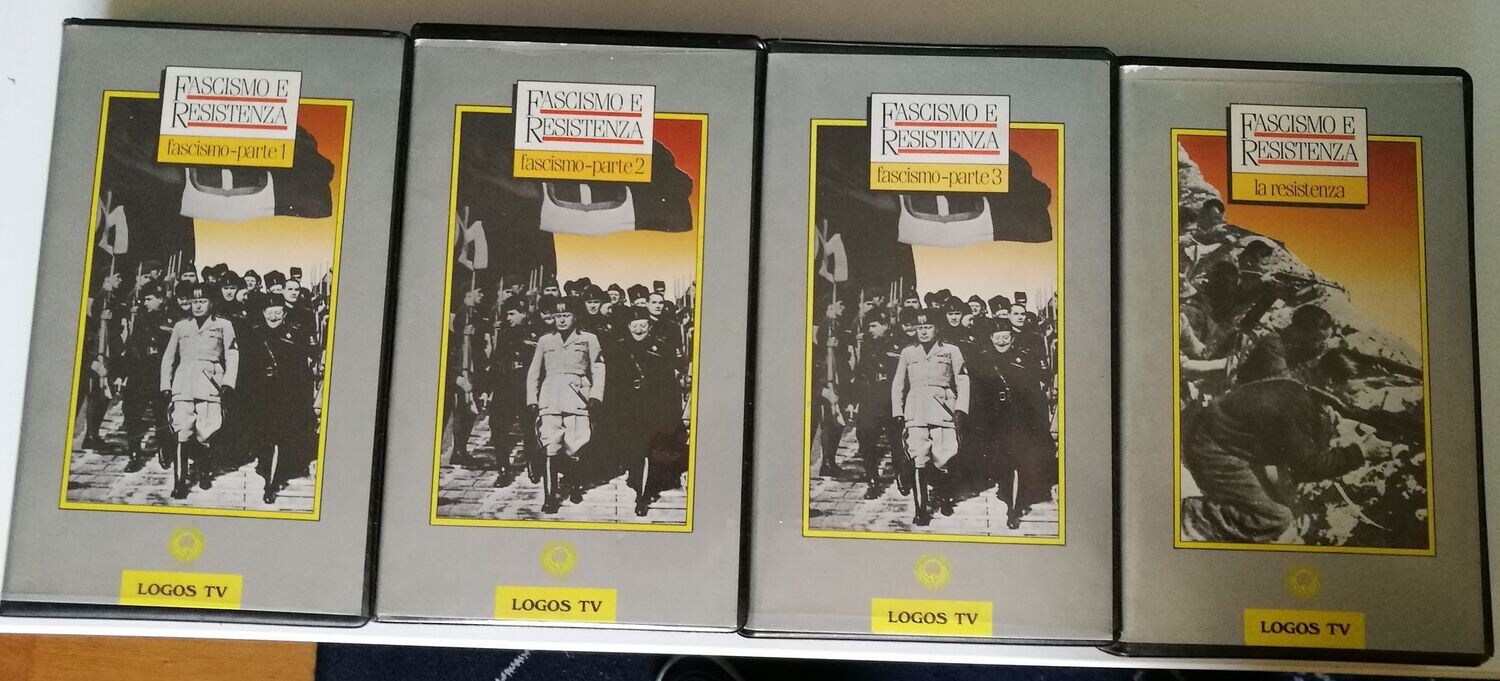 FASCISMO E
RESISTENZA
fascismo-parte 1
LOGOS TV
FASCISMO E
RESISTENZA
fascismo-parte 2
LOGOS TV
FASCISMO E
RESISTENZA
fascismo-parte 3
LOGOS TV
FASCISMO E
RESISTENZA
la resistenza
LOGOS TV